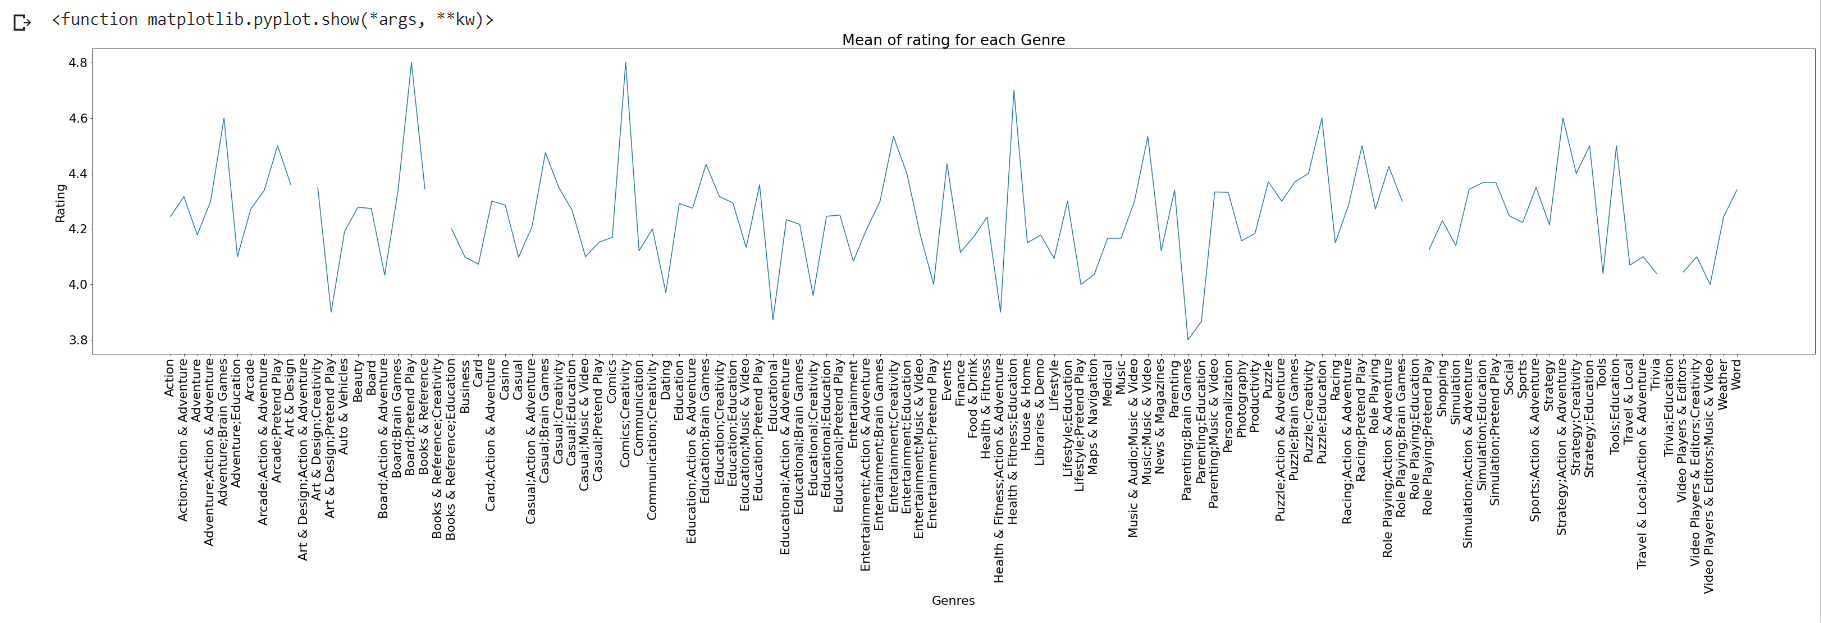 <function matplotlib.pyplot.show(*args, **kw)>
Mean of rating for each Genre
4.8
4.6
4.4
4.2
4.0
3.8
Rating
Action
Action;Action & Adventure
Adventure
Adventure;Action & Adventure
Adventure;Brain Games
Adventure;Education
Arcade
Arcade;Action & Adventure
Arcade;Pretend Play
Art & Design
Art & Design;Action & Adventure
Art & Design;Creativity
Art & Design;Pretend Play
Auto & Vehicles
Beauty
Board
Board;Action & Adventure
Board;Brain Games
Board;Pretend Play
Books & Reference
Books & Reference;Creativity
Books & Reference;Education
Business
Card
Card;Action & Adventure
Casino
Casual
Casual;Action & Adventure
Casual;Brain Games
Casual;Creativity
Casual;Education
Casual;Music & Video
Casual;Pretend Play
Comics
Comics;Creativity
Communication
Communication;Creativity
Dating
Education
Education;Action & Adventure
Education;Brain Games
Education;Creativity
Education;Education
Education;Music & Video
Education;Pretend Play
Educational
Educational;Action & Adventure
Educational;Brain Games
Educational;Creativity
Educational;Education
Educational;Pretend Play
Entertainment
Entertainment;Action & Adventure
Entertainment;Brain Games
Entertainment;Creativity
Entertainment;Education
Entertainment;Music & Video
Entertainment;Pretend Play
Events
Finance
Food & Drink
Health & Fitness
Health & Fitness;Action & Adventure
Health & Fitness;Education
House & Home
Libraries & Demo
Lifestyle
Lifestyle;Education
Lifestyle;Pretend Play
Maps & Navigation
Medical
Music
Music & Audio;Music & Video
Music;Music & Video
News & Magazines
Parenting
Parenting;Brain Games
Parenting;Education
Parenting;Music & Video
Personalization
Photography
Productivity
Puzzle
Puzzle;Action & Adventure
Puzzle;Brain Games
Puzzle;Creativity
Puzzle;Education
Racing
Racing;Action & Adventure
Racing;Pretend Play
Role Playing
Role Playing;Action & Adventure
Role Playing;Brain Games
Role Playing;Education
Role Playing;Pretend Play
Shopping
Simulation
Simulation;Action & Adventure
Simulation;Education
Simulation;Pretend Play
Social
Sports
Sports;Action & Adventure
Strategy
Strategy;Action & Adventure
Strategy;Creativity
Strategy;Education
Tools
Tools;Education
Travel & Local
Travel & Local;Action & Adventure
Trivia
Trivia;Education
Video Players & Editors
Video Players & Editors;Creativity
Video Players & Editors;Music & Video
Weather
Word
Genres